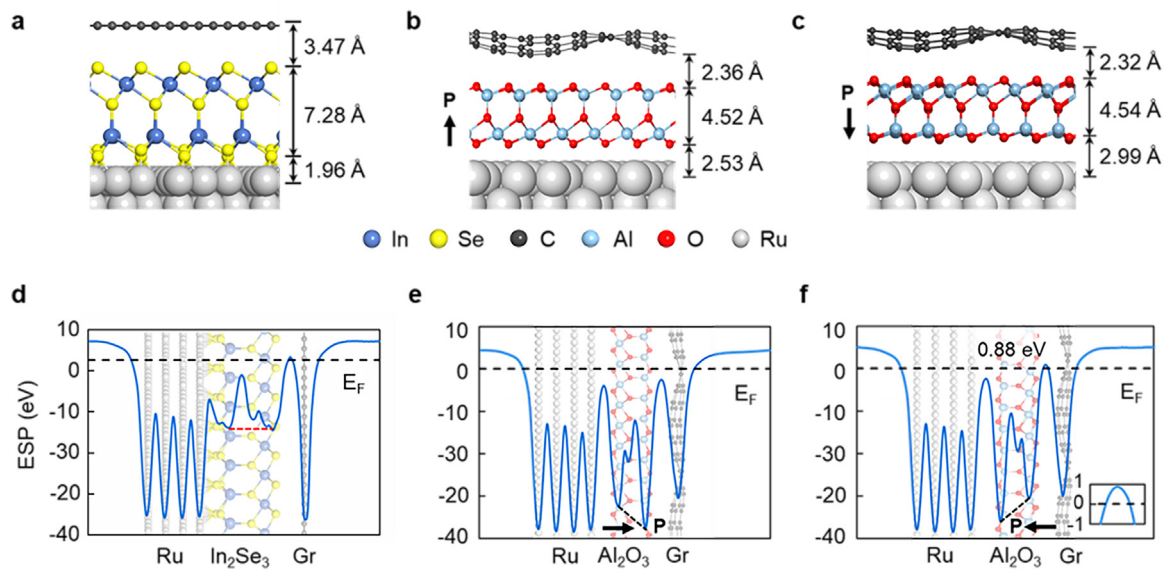 a
3.47 Å
7.28 Å
1.96 Å
b
P
2.36 Å
4.52 Å
2.53 Å
c
P
2.32 Å
4.54 Å
2.99 Å
In Se C Al O Ru
d
ESP (eV)
10
0
-10
-30
-20
-40
E_F
Ru In₂Se₃ Gr
e
10
0
-10
-30
-20
-40
E_F
P
Ru Al₂O₃ Gr
f
10
0
-10
-30
-20
-40
0.88 eV
E_F
P
1
0
-1
Ru Al₂O₃ Gr